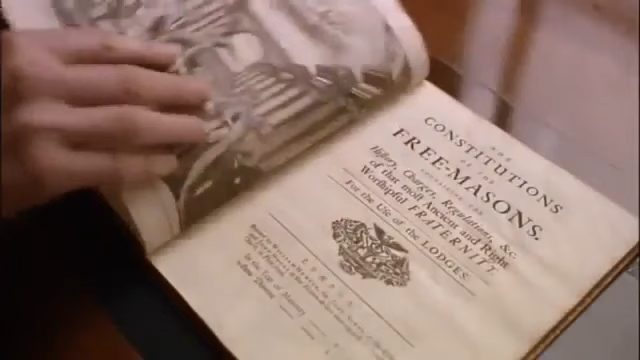 THE
CONSTITUTIONS
OF THE
FREE-MASONS.
CONTAINING THE
History, Charges, Regulations, &c.
of that most Ancient and Right
Worshipful FRATERNITY.
For the Use of the LODGES.
LONDON
In the Year of Masonry